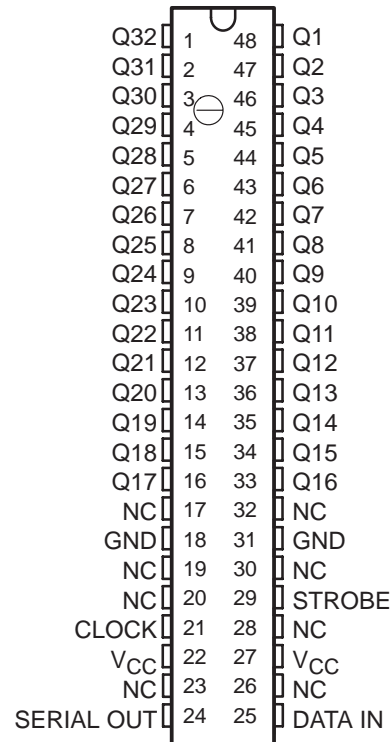 Q32 1 48 Q1
Q31 2 47 Q2
Q30 3 46 Q3
Q29 4 45 Q4
Q28 5 44 Q5
Q27 6 43 Q6
Q26 7 42 Q7
Q25 8 41 Q8
Q24 9 40 Q9
Q23 10 39 Q10
Q22 11 38 Q11
Q21 12 37 Q12
Q20 13 36 Q13
Q19 14 35 Q14
Q18 15 34 Q15
Q17 16 33 Q16
NC 17 32 NC
GND 18 31 GND
NC 19 30 NC
NC 20 29 STROBE
CLOCK 21 28 NC
VCC 22 27 VCC
NC 23 26 NC
SERIAL OUT 24 25 DATA IN